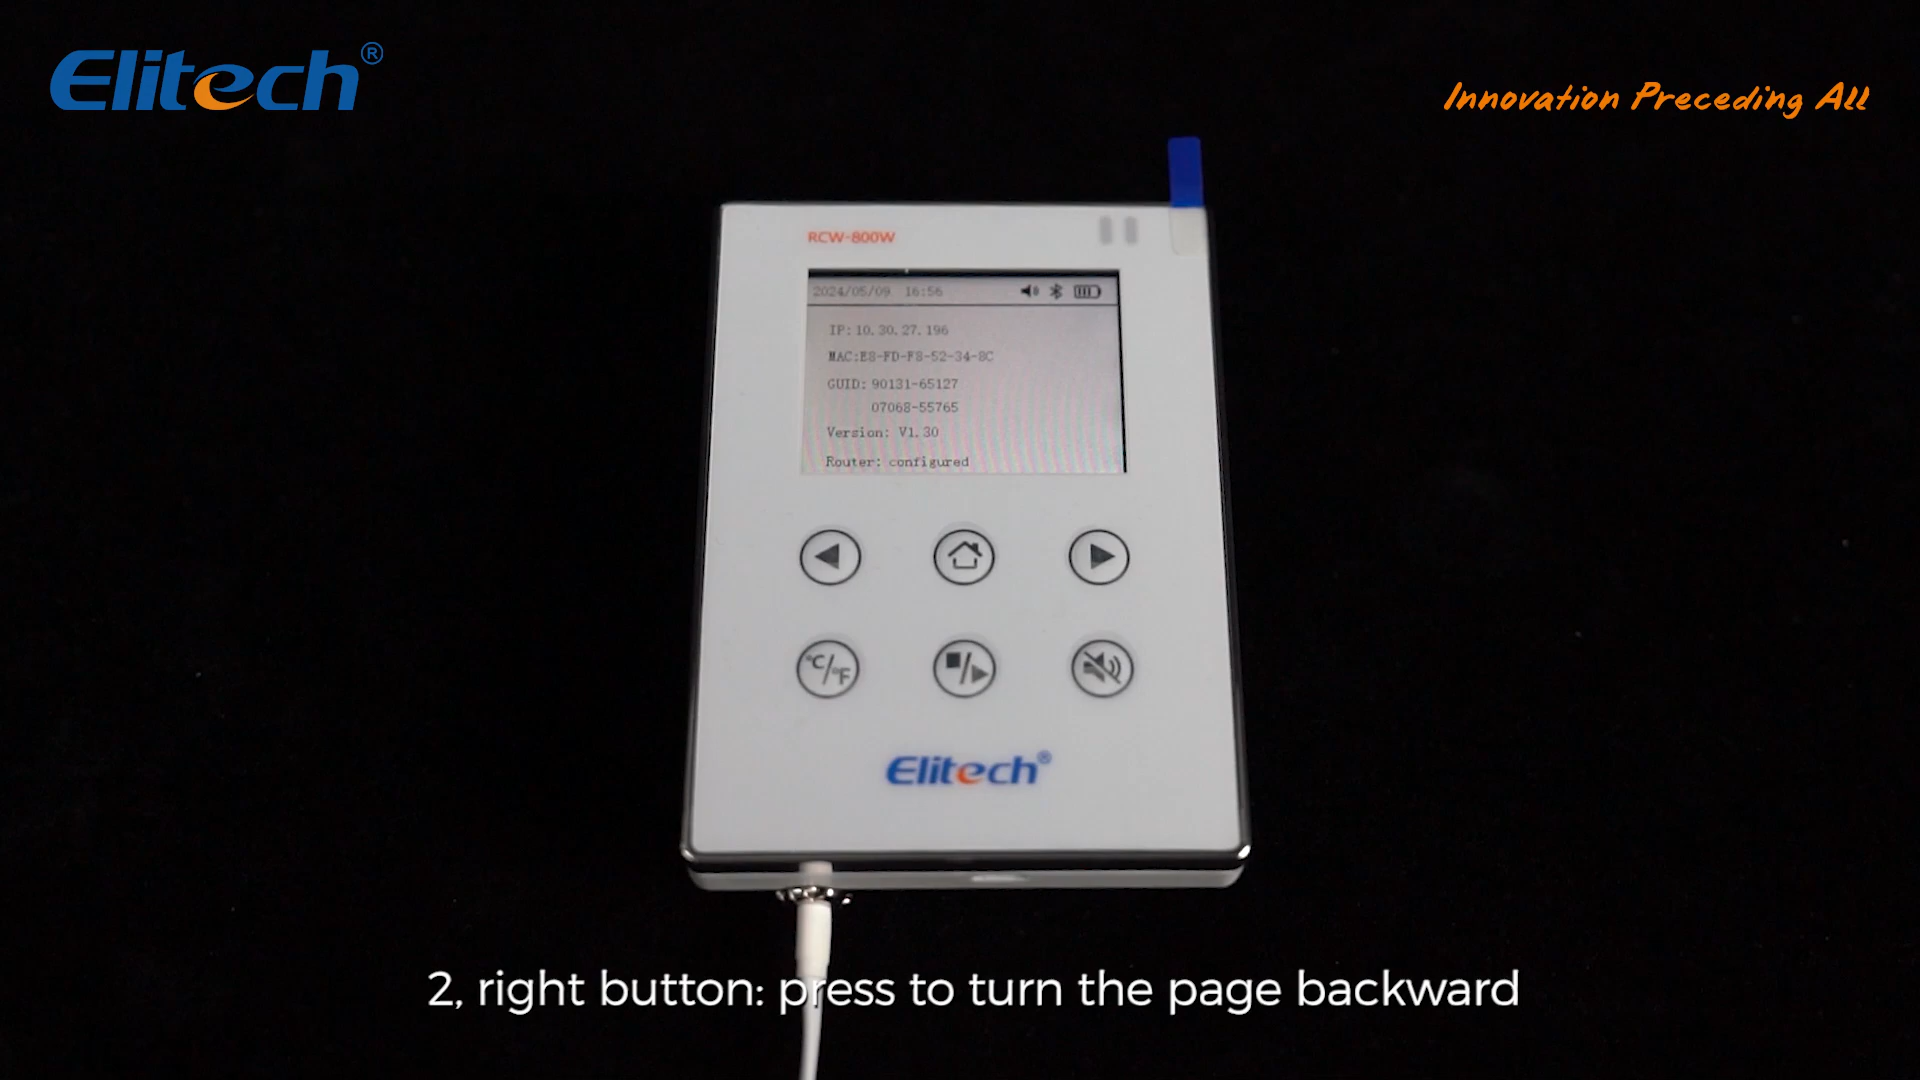 Elitech®
Innovation Preceding All
RCW-800W
2024/05/09 16:56
IP:10.30.27.196
MAC:E8-FD-F8-52-34-8C
GUID: 90131-65127
07068-55765
Version: V1.30
Router: configured
°C/°F
Elitech®
2, right button: press to turn the page backward